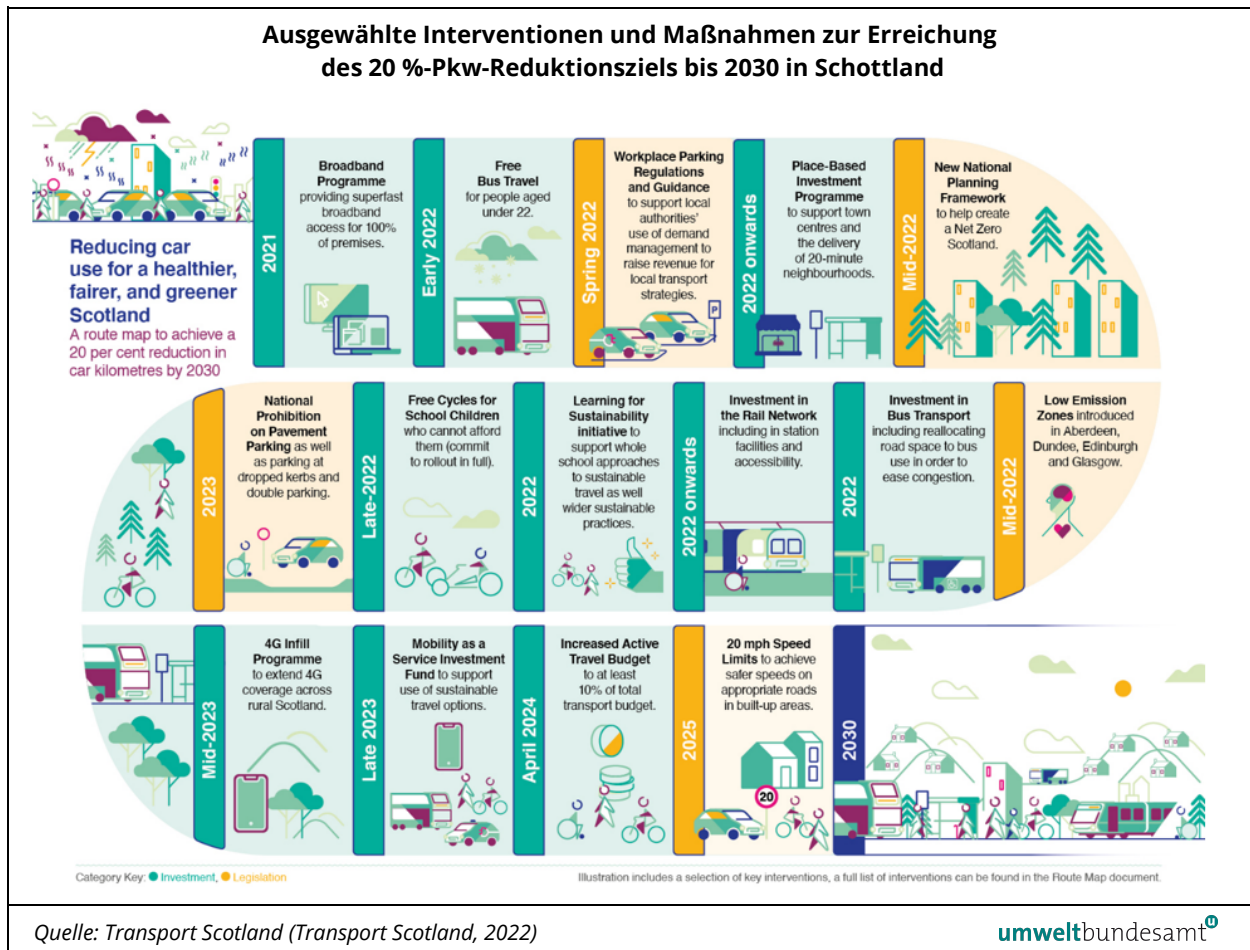 Ausgewählte Interventionen und Maßnahmen zur Erreichung
des 20 %-Pkw-Reduktionsziels bis 2030 in Schottland
Reducing car
use for a healthier,
fairer, and greener
Scotland
A route map to achieve a
20 per cent reduction in
car kilometres by 2030
2021
Broadband
Programme
providing superfast
broadband
access for 100%
of premises.
Early 2022
Free
Bus Travel
for people aged
under 22.
Spring 2022
Workplace Parking
Regulations
and Guidance
to support local
authorities'
use of demand
management to
raise revenue for
local transport
strategies.
P
2022 onwards
Place-Based
Investment
Programme
to support town
centres and
the delivery
of 20-minute
neighbourhoods.
Mid-2022
New National
Planning
Framework
to help create
a Net Zero
Scotland.
2023
National
Prohibition
on Pavement
Parking as well
as parking at
dropped kerbs and
double parking.
Late-2022
Free Cycles for
School Children
who cannot afford
them (commit
to rollout in full).
2022
Learning for
Sustainability
initiative to
support whole
school approaches
to sustainable
travel as well
wider sustainable
practices.
2022 onwards
Investment in
the Rail Network
including in station
facilities and
accessibility.
2022
Investment in
Bus Transport
including reallocating
road space to bus
use in order to
ease congestion.
Mid-2022
Low Emission
Zones introduced
in Aberdeen,
Dundee, Edinburgh
and Glasgow.
Mid-2023
4G Infill
Programme
to extend 4G
coverage across
rural Scotland.
Late 2023
Mobility as a
Service Investment
Fund to support
use of sustainable
travel options.
April 2024
Increased Active
Travel Budget
to at least
10% of total
transport budget.
2025
20 mph Speed
Limits to achieve
safer speeds on
appropriate roads
in built-up areas.
20
2030
Category Key: Investment, Legislation
Illustration includes a selection of key interventions, a full list of interventions can be found in the Route Map document.
Quelle: Transport Scotland (Transport Scotland, 2022)
umweltbundesamt